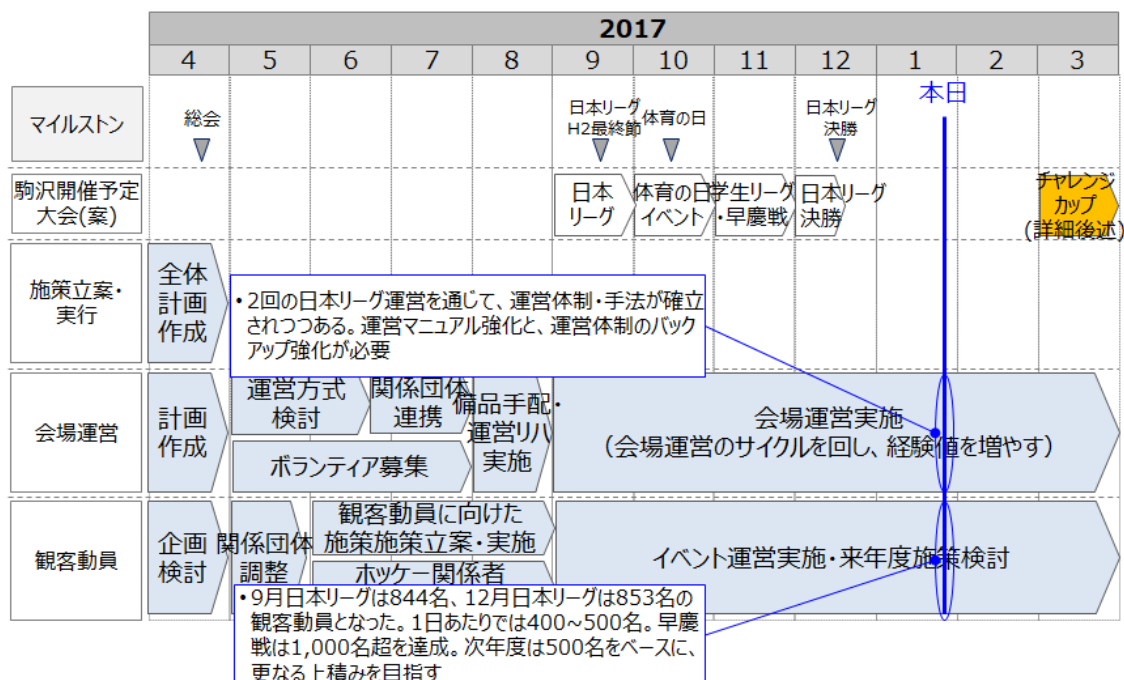 2017
4 5 6 7 8 9 10 11 12 1 2 3
本日
マイルストン
総会
日本リーグ
H2最終節
体育の日
日本リーグ
決勝
駒沢開催予定
大会(案)
日本
リーグ
体育の日
イベント
学生リーグ
・早慶戦
日本リーグ
決勝
チャレンジ
カップ
(詳細後述)
施策立案・
実行
全体
計画
作成
・2回の日本リーグ運営を通じて、運営体制・手法が確立
されつつある。運営マニュアル強化と、運営体制のバック
アップ強化が必要
会場運営
計画
作成
運営方式
検討
関係団体
連携
ボランティア募集
備品手配・
運営リハ
実施
会場運営実施
(会場運営のサイクルを回し、経験値を増やす)
観客動員
企画
検討
関係団体
調整
観客動員に向けた
施策施策立案・実施
ホッケー関係者
イベント運営実施・来年度施策検討
・9月日本リーグは844名、12月日本リーグは853名の
観客動員となった。1日あたりでは400～500名。早慶
戦は1,000名超を達成。次年度は500名をベースに、
更なる上積みを目指す